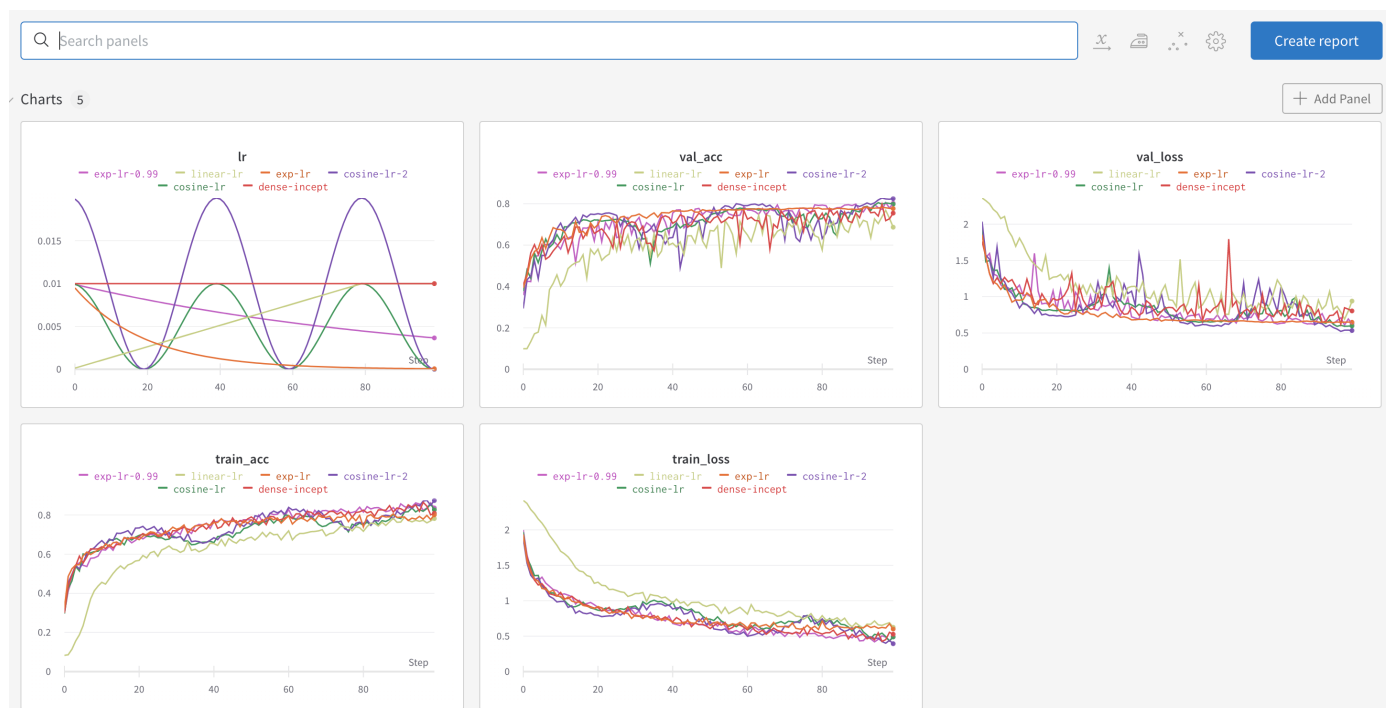 Search panels
Create report
Charts 5
Add Panel
lr
exp-lr-0.99 linear-lr exp-lr cosine-lr-2
cosine-lr dense-incept
0.015
0.01
0.005
0
Step
0 20 40 60 80
val_acc
exp-lr-0.99 linear-lr exp-lr cosine-lr-2
cosine-lr dense-incept
0.8
0.6
0.4
0.2
0
Step
0 20 40 60 80
val_loss
exp-lr-0.99 linear-lr exp-lr cosine-lr-2
cosine-lr dense-incept
2
1.5
1
0.5
0
Step
0 20 40 60 80
train_acc
exp-lr-0.99 linear-lr exp-lr cosine-lr-2
cosine-lr dense-incept
0.8
0.6
0.4
0.2
0
Step
0 20 40 60 80
train_loss
exp-lr-0.99 linear-lr exp-lr cosine-lr-2
cosine-lr dense-incept
2
1.5
1
0.5
0
Step
0 20 40 60 80